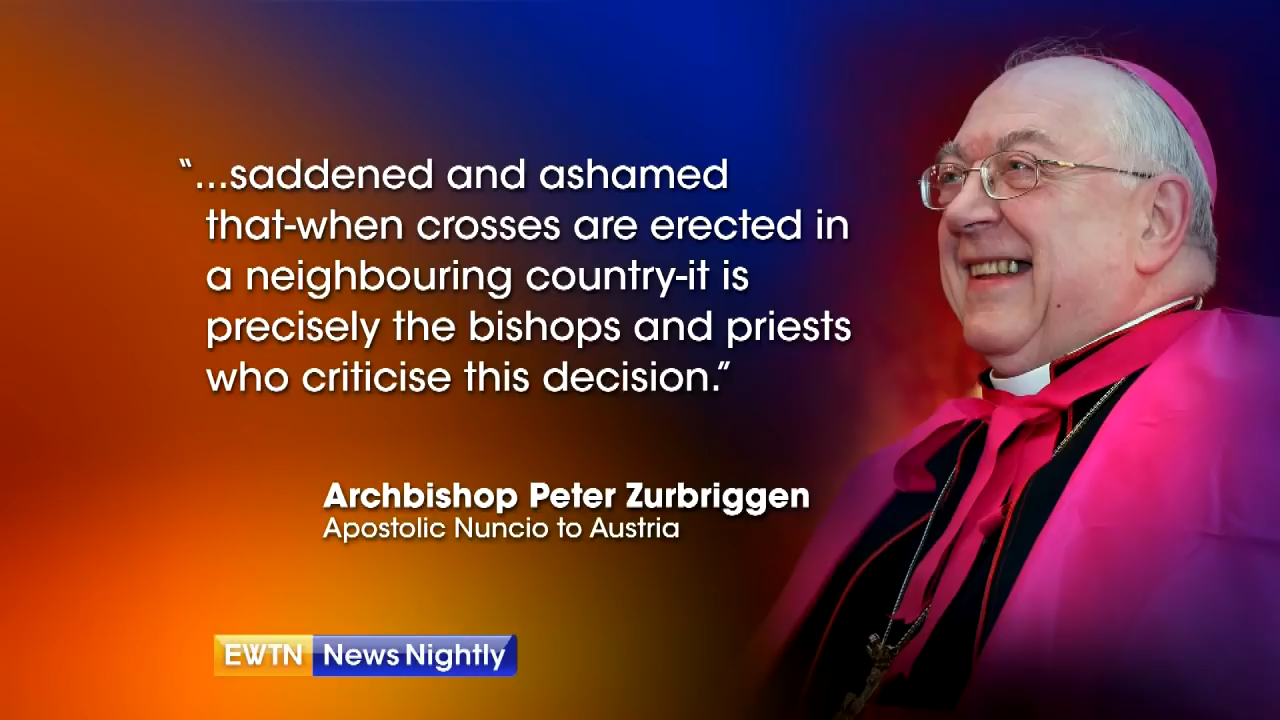 “...saddened and ashamed
that-when crosses are erected in
a neighbouring country-it is
precisely the bishops and priests
who criticise this decision.”
Archbishop Peter Zurbriggen
Apostolic Nuncio to Austria
EWTN News Nightly